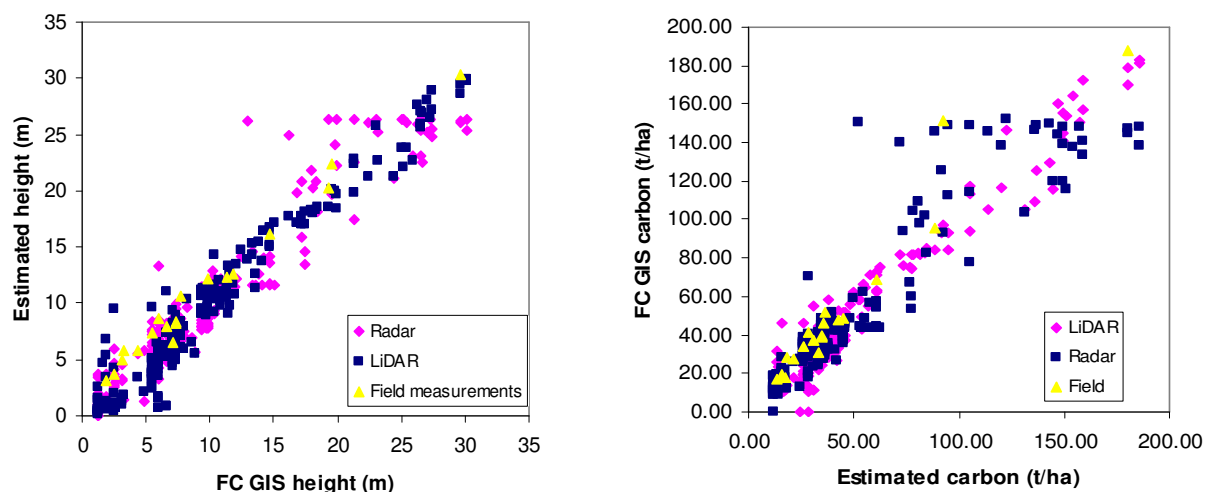 35
30
25
20
15
10
5
0
Estimated height (m)
Radar
LiDAR
Field measurements
0 5 10 15 20 25 30 35
FC GIS height (m)
200.00
180.00
160.00
140.00
120.00
100.00
80.00
60.00
40.00
20.00
0.00
FC GIS carbon (t/ha)
LiDAR
Radar
Field
0.00 50.00 100.00 150.00 200.00
Estimated carbon (t/ha)